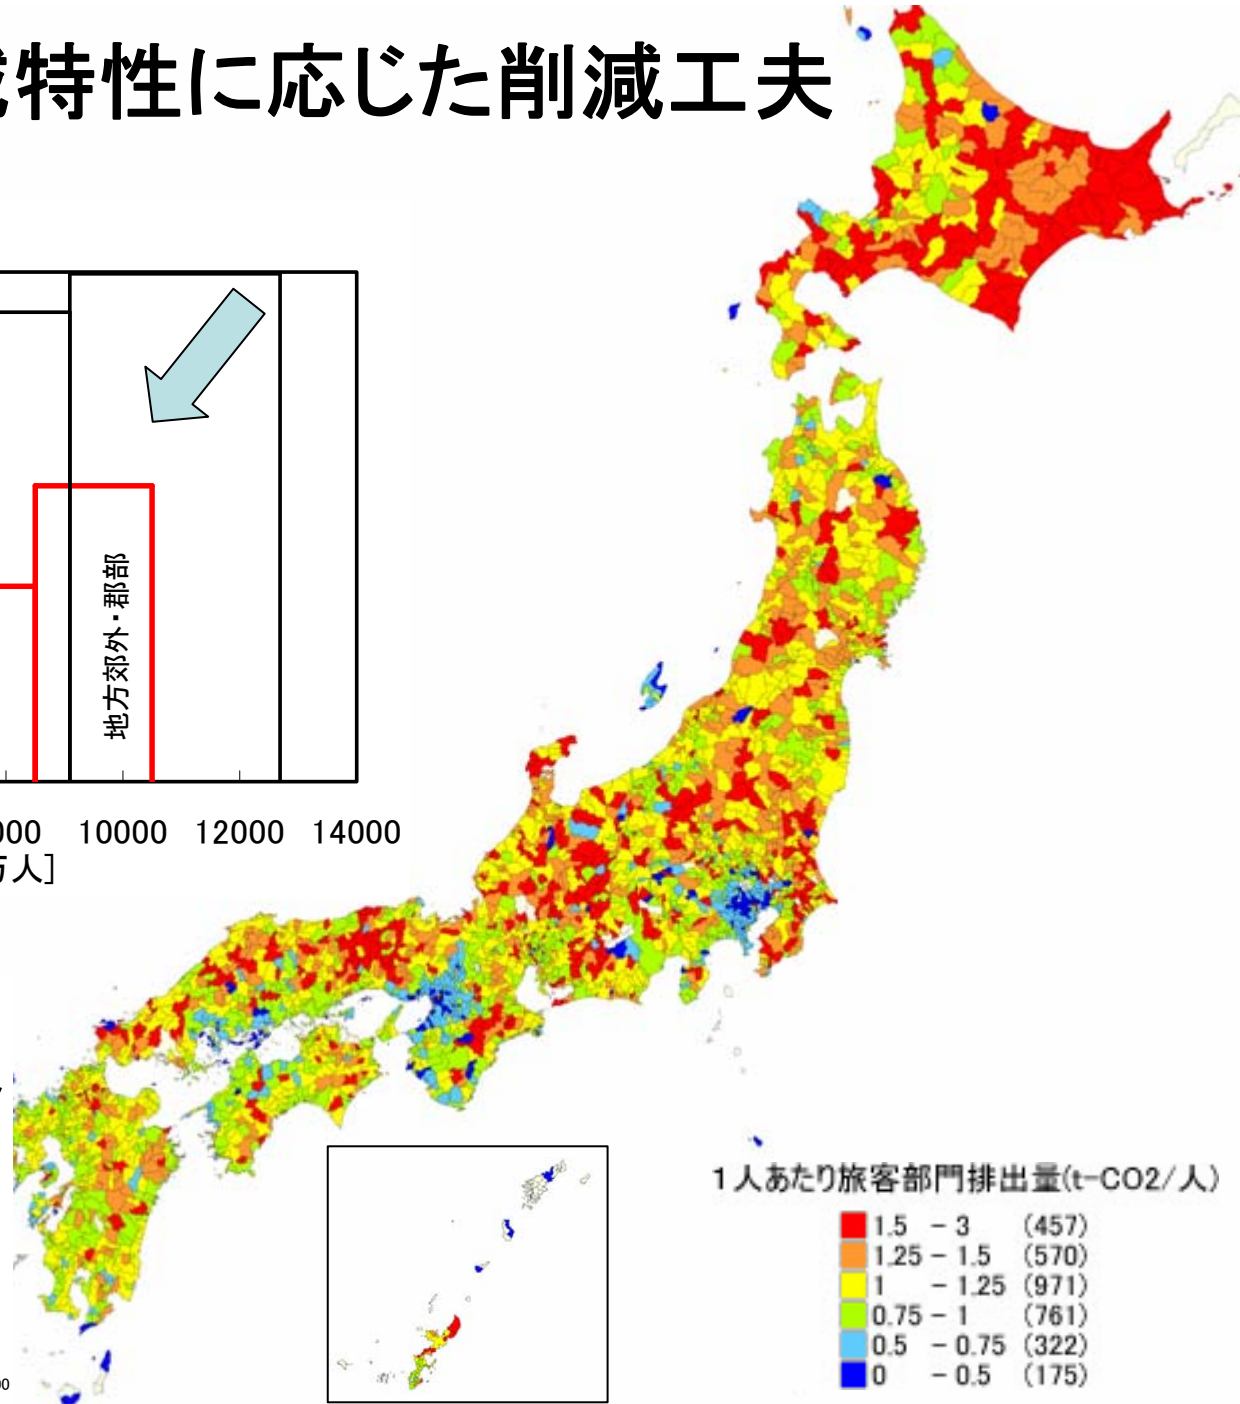 特性に応じた削減工夫
地方郊外・郡部
000 10000 12000 14000
万人]
1人あたり旅客部門排出量(t-CO2/人)
1.5 - 3 (457)
1.25 - 1.5 (570)
1 - 1.25 (971)
0.75 - 1 (761)
0.5 - 0.75 (322)
0 - 0.5 (175)
00